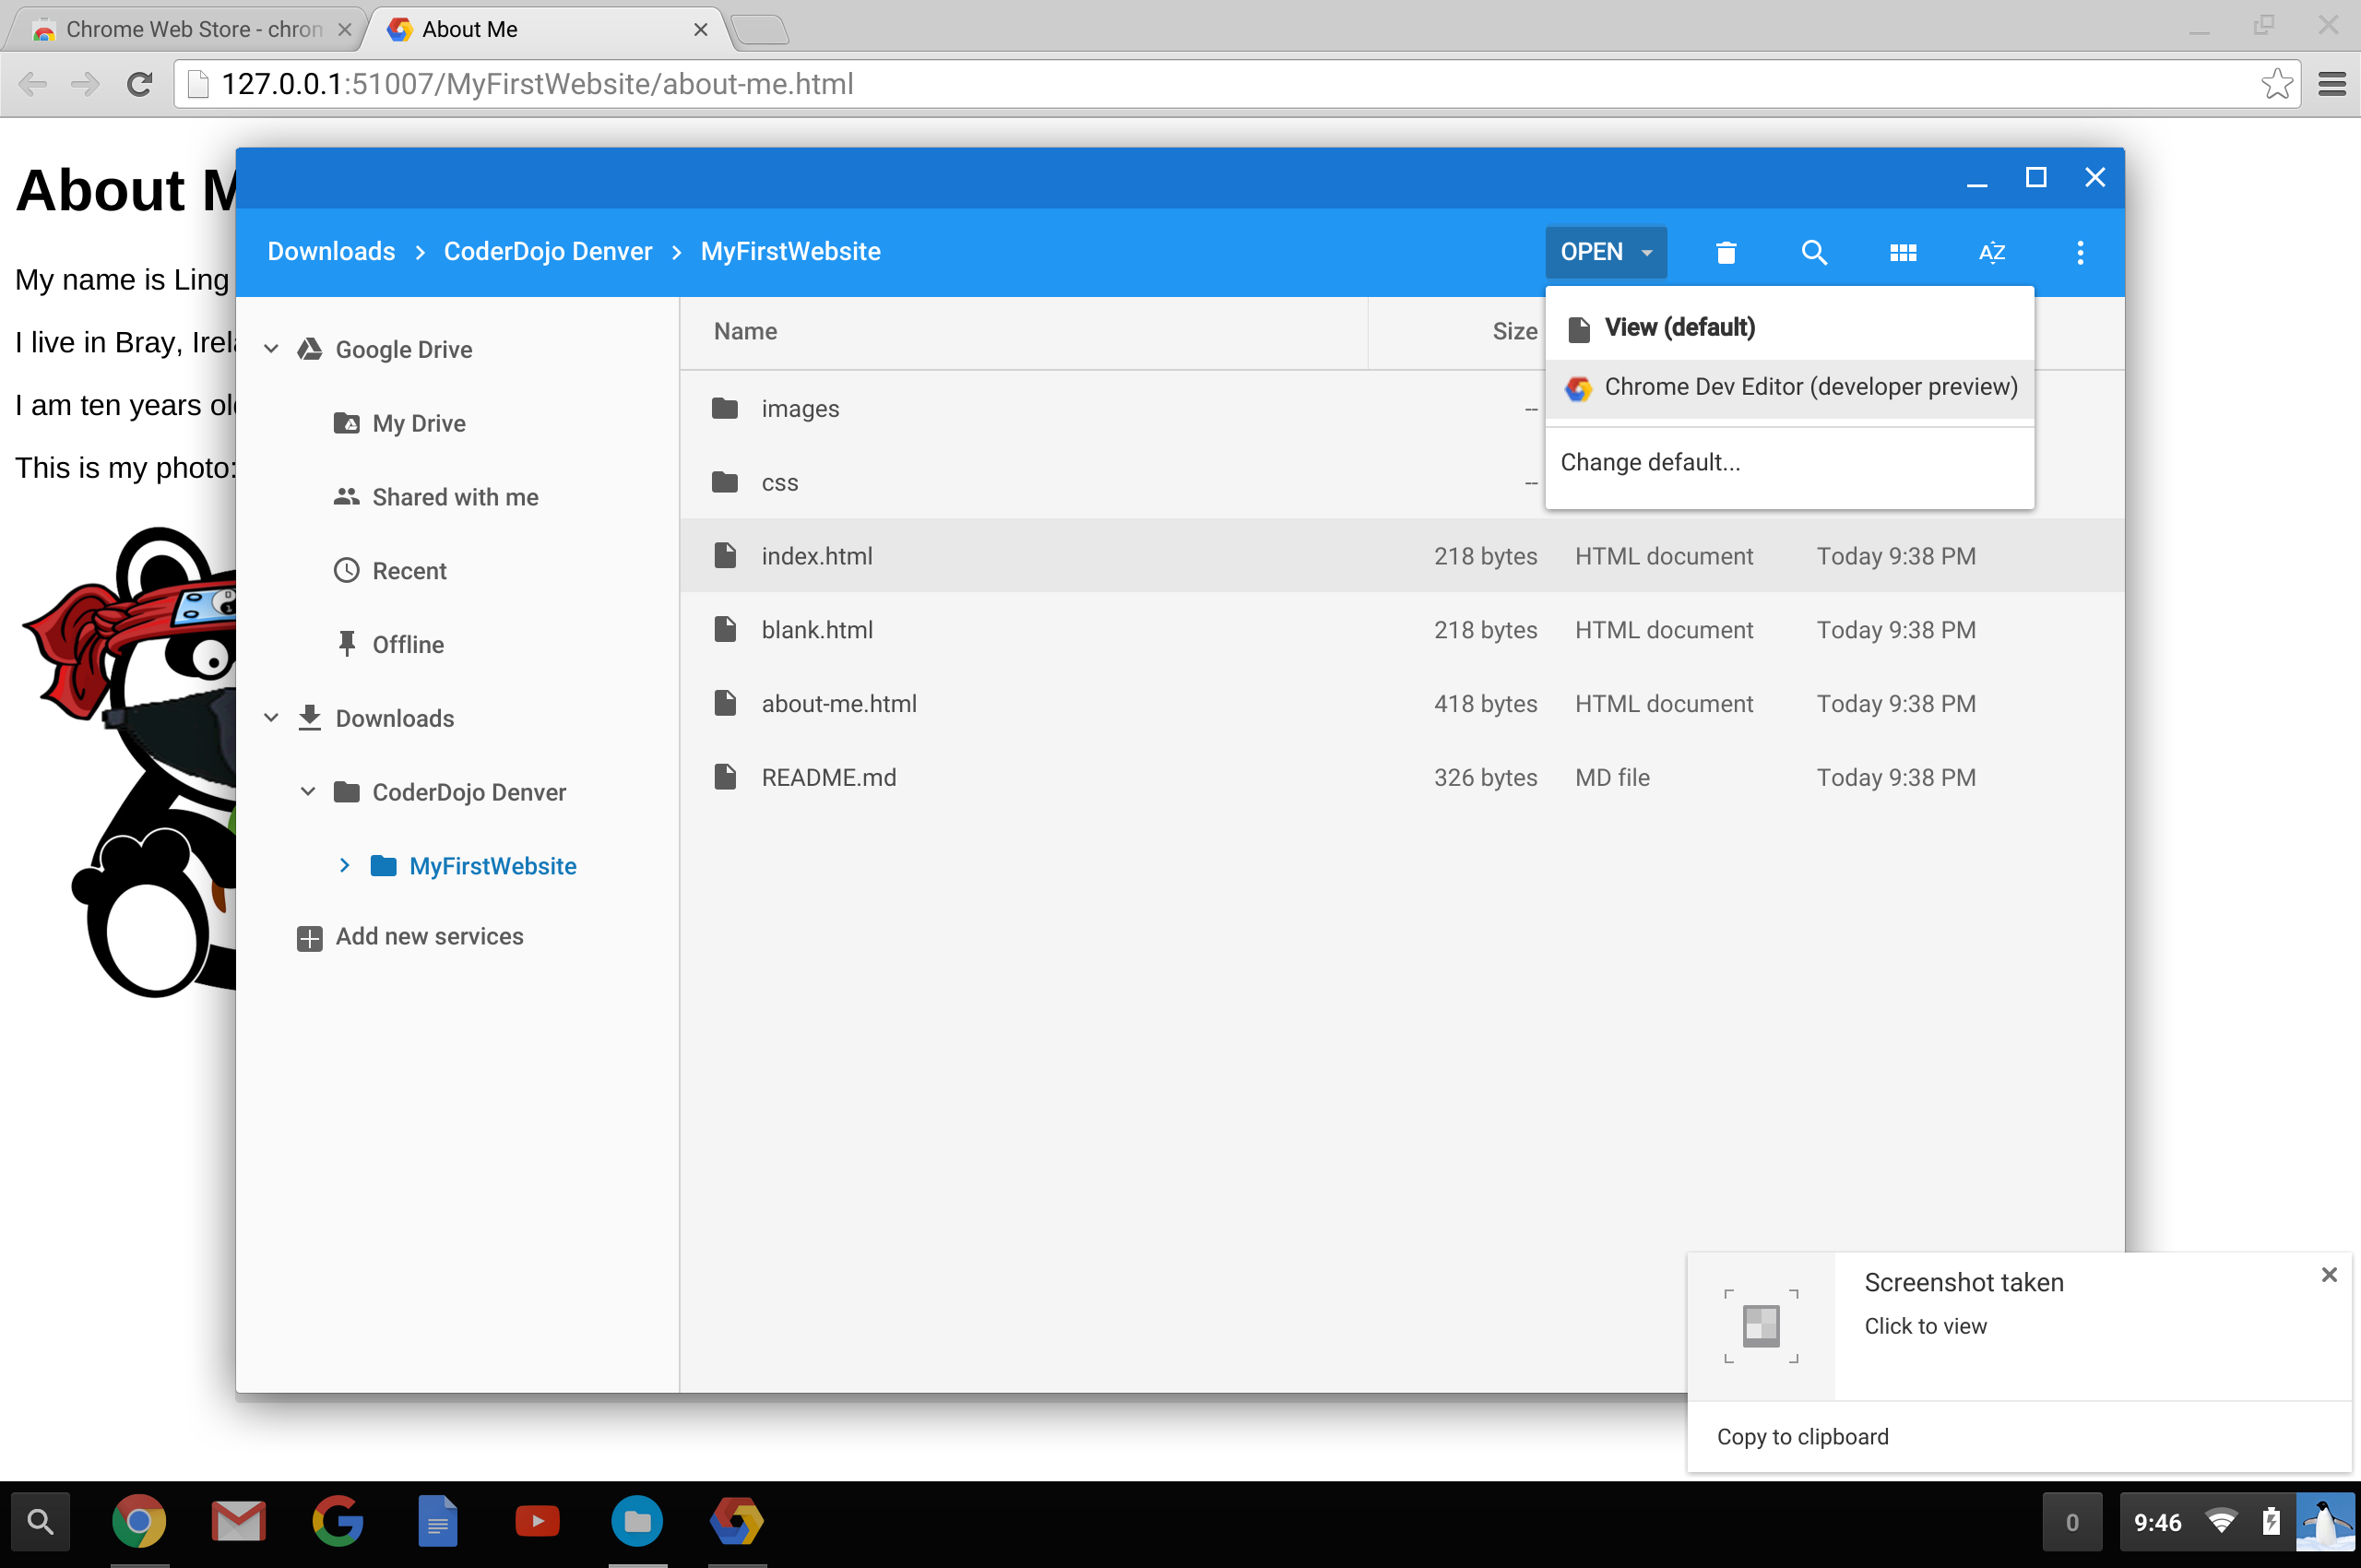 Chrome Web Store - chron
About Me
127.0.0.1:51007/MyFirstWebsite/about-me.html
About M
My name is Ling
I live in Bray, Irela
I am ten years old
This is my photo:
Downloads > CoderDojo Denver > MyFirstWebsite
OPEN
AZ
View (default)
Chrome Dev Editor (developer preview)
Change default...
Google Drive
My Drive
Shared with me
Recent
Offline
Downloads
CoderDojo Denver
MyFirstWebsite
Add new services
Name Size
images --
css --
index.html 218 bytes HTML document Today 9:38 PM
blank.html 218 bytes HTML document Today 9:38 PM
about-me.html 418 bytes HTML document Today 9:38 PM
README.md 326 bytes MD file Today 9:38 PM
Screenshot taken
Click to view
Copy to clipboard
0
9:46